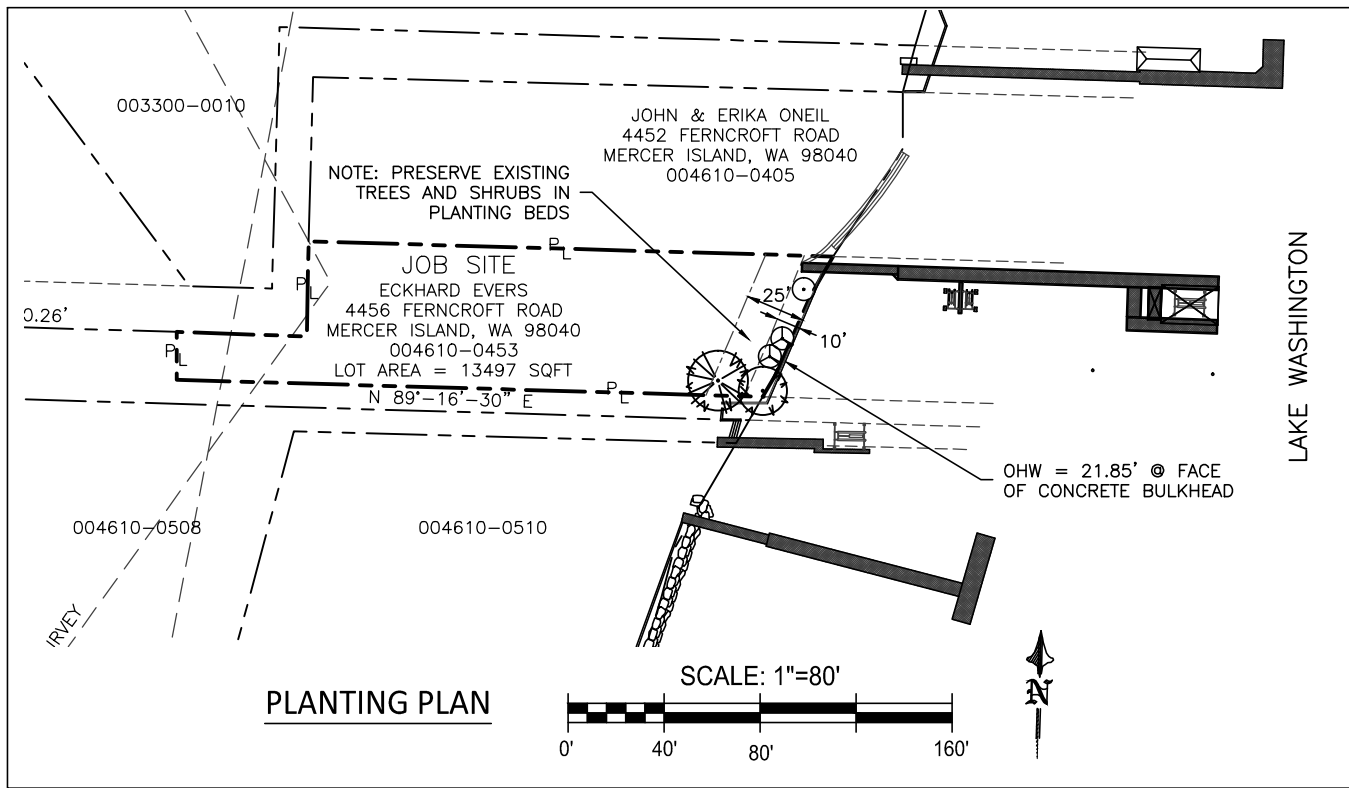 003300-0010
JOHN & ERIKA ONEIL
4452 FERNCROFT ROAD
MERCER ISLAND, WA 98040
004610-0405
NOTE: PRESERVE EXISTING
TREES AND SHRUBS IN
PLANTING BEDS
PL
JOB SITE
ECKHARD EVERS
4456 FERNCROFT ROAD
MERCER ISLAND, WA 98040
004610-0453
LOT AREA = 13497 SQFT
N 89°-16'-30" E
PL
PL
PL
0.26'
25'
10'
LAKE WASHINGTON
OHW = 21.85' @ FACE
OF CONCRETE BULKHEAD
004610-0508
004610-0510
IRVEY
PLANTING PLAN
SCALE: 1"=80'
0'
40'
80'
160'
N